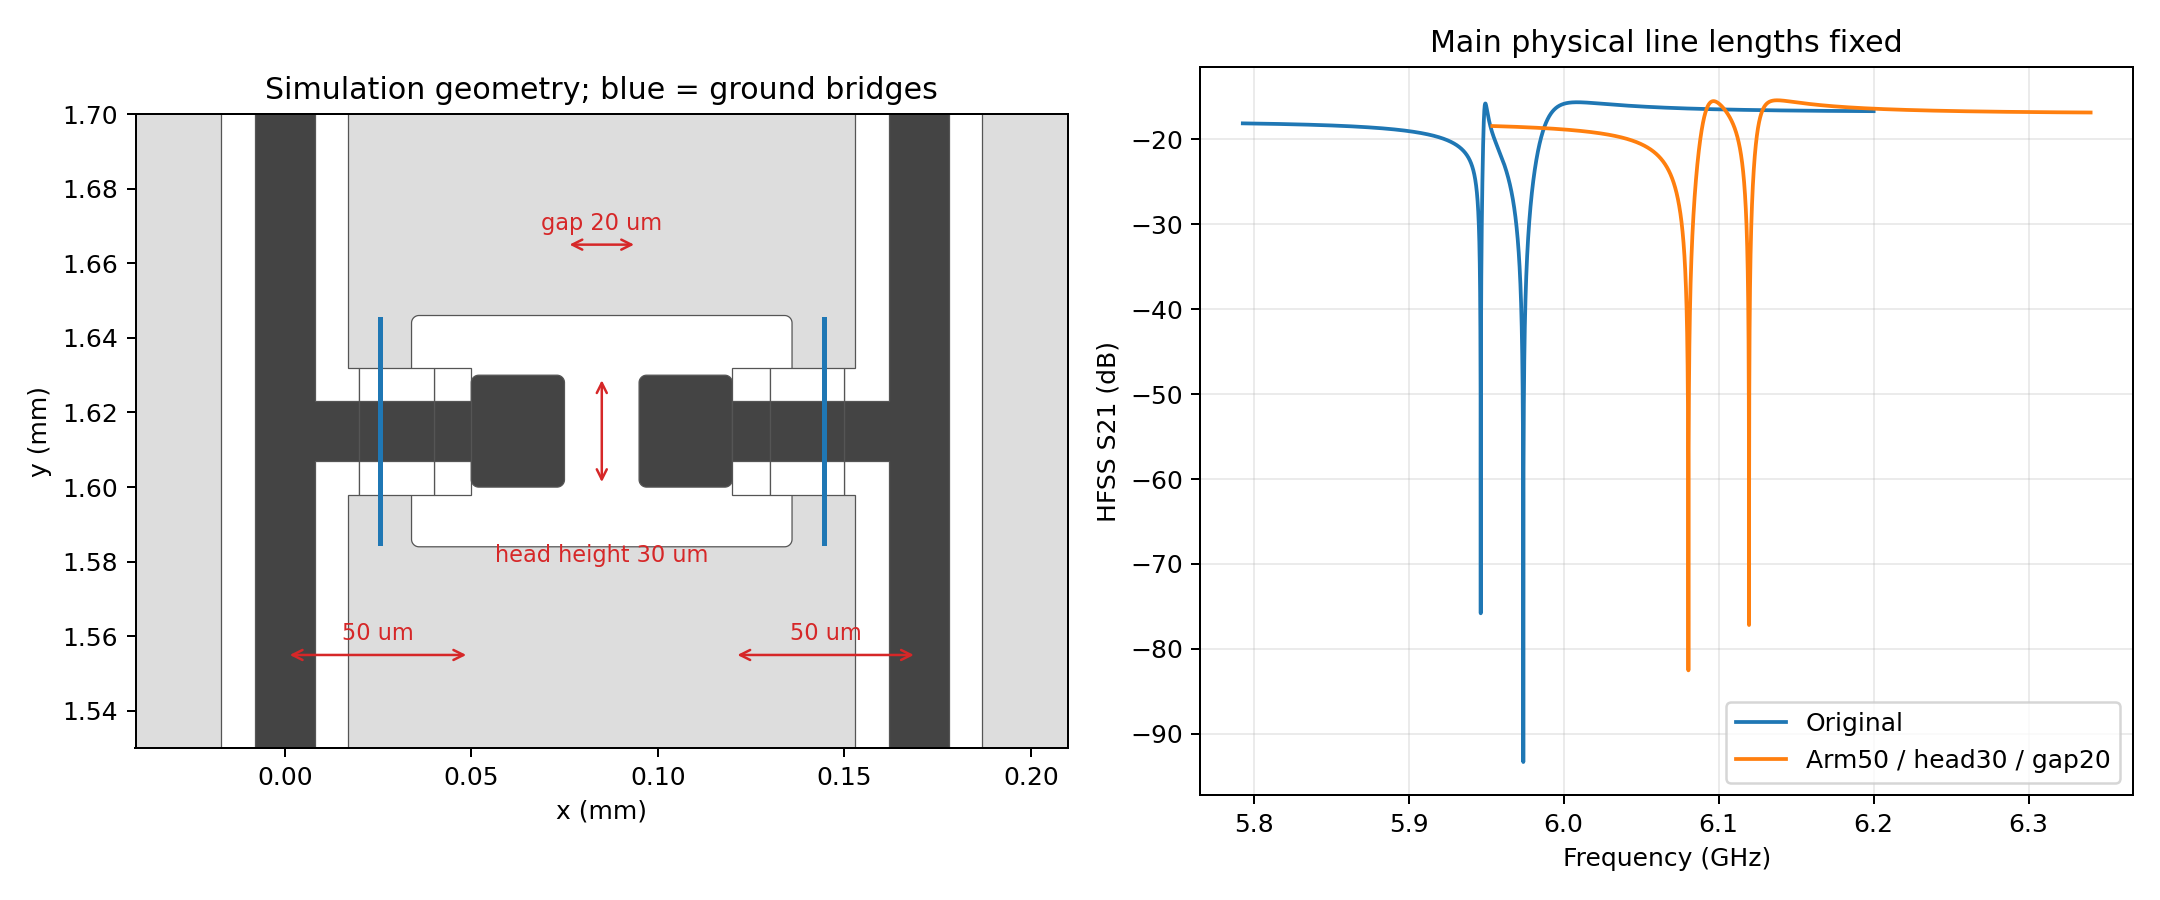 Simulation geometry; blue = ground bridges
1.70
1.68
1.66
1.64
1.62
1.60
1.58
1.56
1.54
y (mm)
gap 20 um
head height 30 um
50 um
50 um
0.00
0.05
0.10
0.15
0.20
x (mm)
Main physical line lengths fixed
−20
−30
−40
−50
−60
−70
−80
−90
HFSS S21 (dB)
Original
Arm50 / head30 / gap20
5.8
5.9
6.0
6.1
6.2
6.3
Frequency (GHz)